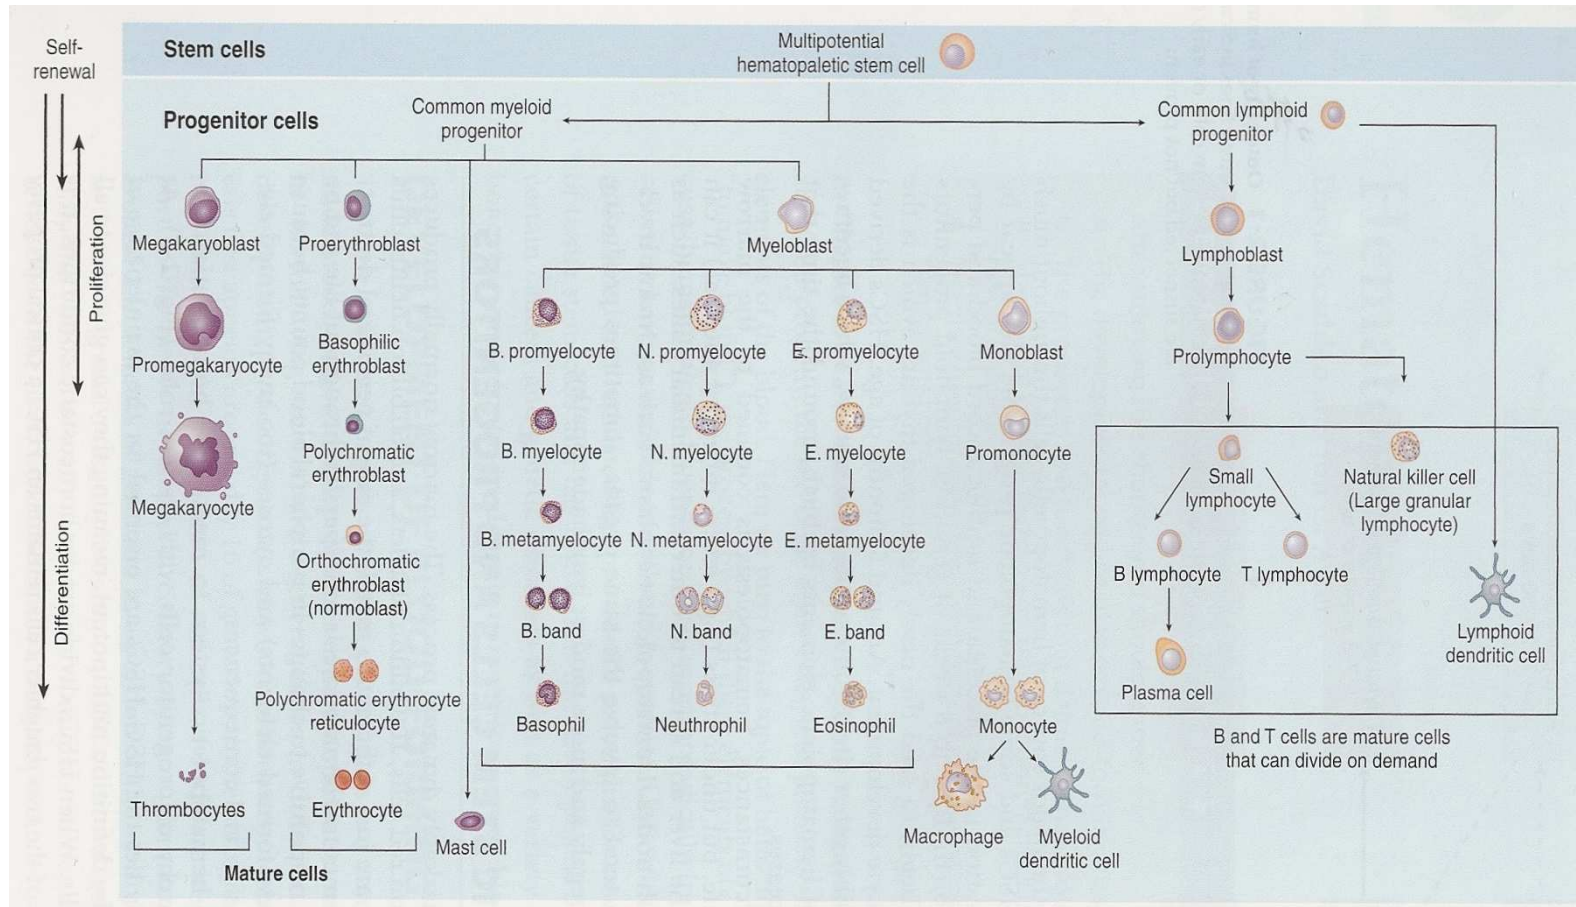 Self-
renewal
Proliferation
Differentiation
Stem cells
Multipotential
hematopaletic stem cell
Progenitor cells
Common myeloid
progenitor
Common lymphoid
progenitor
Megakaryoblast
Promegakaryocyte
Megakaryocyte
Thrombocytes
Proerythroblast
Basophilic
erythroblast
Polychromatic
erythroblast
Orthochromatic
erythroblast
(normoblast)
Polychromatic erythrocyte
reticulocyte
Erythrocyte
Mature cells
Mast cell
Myeloblast
B. promyelocyte
B. myelocyte
B. metamyelocyte
B. band
Basophil
N. promyelocyte
N. myelocyte
N. metamyelocyte
N. band
Neuthrophil
E. promyelocyte
E. myelocyte
E. metamyelocyte
E. band
Eosinophil
Monoblast
Promonocyte
Monocyte
Macrophage
Myeloid
dendritic cell
Lymphoblast
Prolymphocyte
Small
lymphocyte
Natural killer cell
(Large granular
lymphocyte)
B lymphocyte
T lymphocyte
Plasma cell
Lymphoid
dendritic cell
B and T cells are mature cells
that can divide on demand